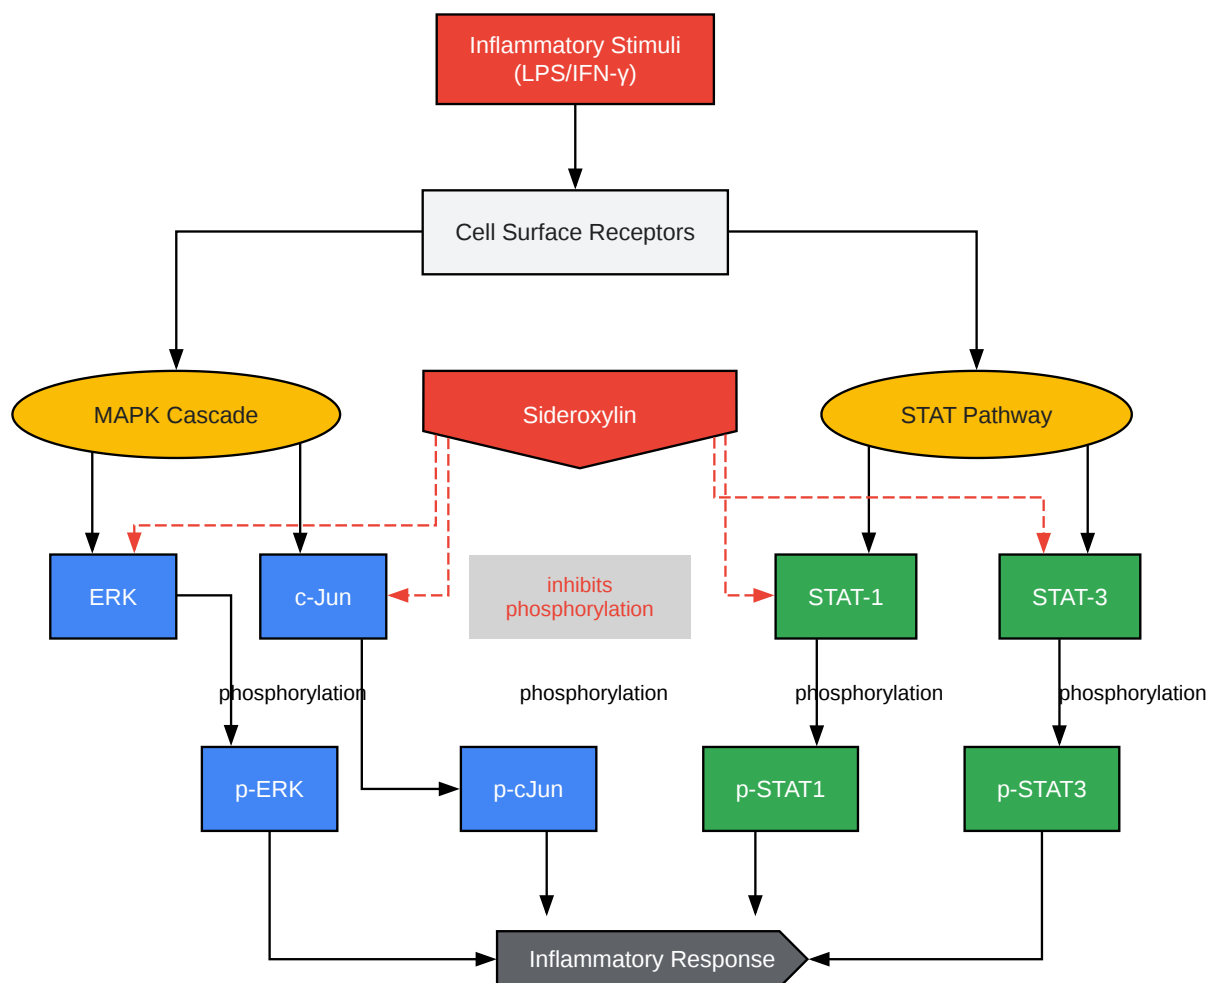 Inflammatory Stimuli
(LPS/IFN-γ)
Cell Surface Receptors
MAPK Cascade
Sideroxylin
STAT Pathway
ERK
c-Jun
inhibits
phosphorylation
STAT-1
STAT-3
phosphorylation
phosphorylation
phosphorylation
phosphorylation
p-ERK
p-cJun
p-STAT1
p-STAT3
Inflammatory Response